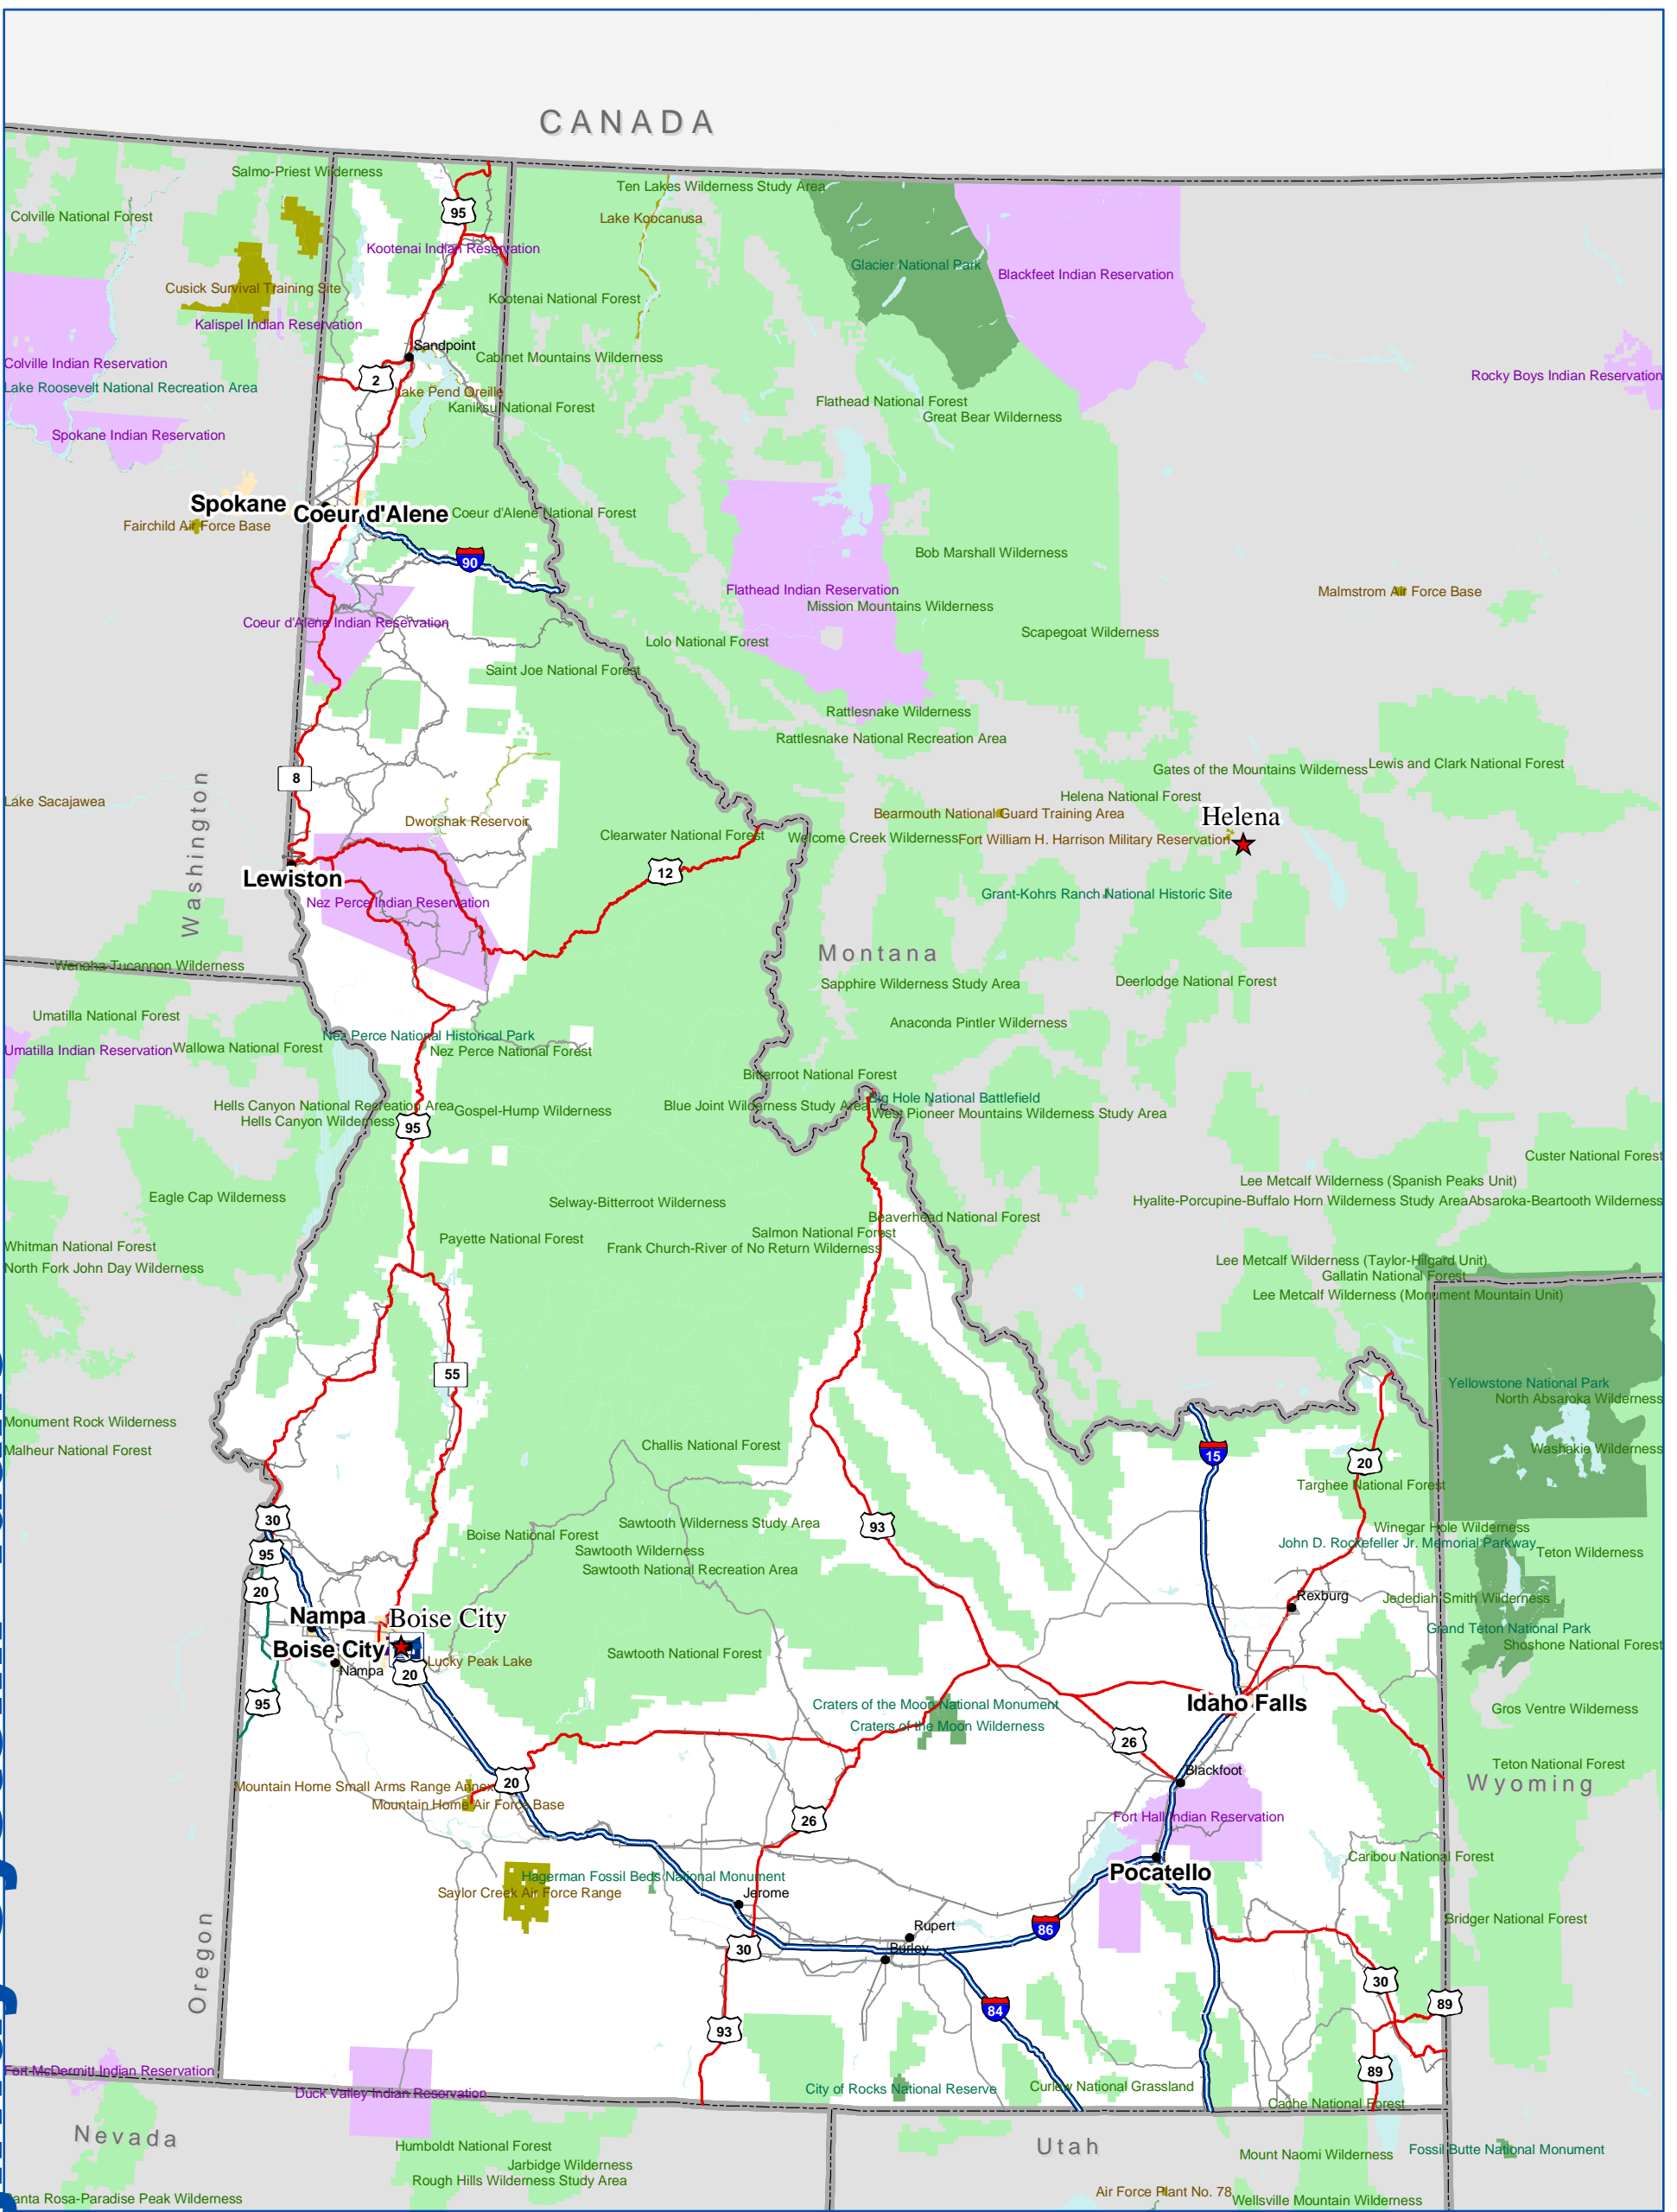 CANADA
Salmo-Priest Wilderness
Ten Lakes Wilderness Study Area
Colville National Forest
95
Lake Koocanusa
Kootenai Indian Reservation
Glacier National Park
Blackfeet Indian Reservation
Cusick Survival Training Site
Kootenai National Forest
Kalispel Indian Reservation
Sandpoint
Cabinet Mountains Wilderness
Colville Indian Reservation
Rocky Boys Indian Reservation
2
Lake Roosevelt National Recreation Area
Lake Pend Oreille
Kaniksu National Forest
Flathead National Forest
Great Bear Wilderness
Spokane Indian Reservation
Spokane
Coeur d'Alene
Coeur d'Alene National Forest
Fairchild Air Force Base
90
Bob Marshall Wilderness
Flathead Indian Reservation
Malmstrom Air Force Base
Mission Mountains Wilderness
Coeur d'Alene Indian Reservation
Scapegoat Wilderness
Lolo National Forest
Saint Joe National Forest
Rattlesnake Wilderness
Rattlesnake National Recreation Area
Gates of the Mountains Wilderness
Lewis and Clark National Forest
8
Helena National Forest
Lake Sacajawea
Washington
Dworshak Reservoir
Bearmouth National Guard Training Area
Helena
Clearwater National Forest
Welcome Creek Wilderness
Fort William H. Harrison Military Reservation
12
Lewiston
Nez Perce Indian Reservation
Grant-Kohrs Ranch National Historic Site
Montana
Wenaha-Tucannon Wilderness
Sapphire Wilderness Study Area
Deerlodge National Forest
Umatilla National Forest
Anaconda Pintler Wilderness
Nez Perce National Historical Park
Umatilla Indian Reservation
Wallowa National Forest
Nez Perce National Forest
Bitterroot National Forest
Big Hole National Battlefield
Hells Canyon National Recreation Area
Gospel-Hump Wilderness
Blue Joint Wilderness Study Area
West Pioneer Mountains Wilderness Study Area
Hells Canyon Wilderness
95
Custer National Forest
Lee Metcalf Wilderness (Spanish Peaks Unit)
Eagle Cap Wilderness
Selway-Bitterroot Wilderness
Hyalite-Porcupine-Buffalo Horn Wilderness Study Area
Absaroka-Beartooth Wilderness
Beaverhead National Forest
Salmon National Forest
Payette National Forest
Whitman National Forest
Frank Church-River of No Return Wilderness
Lee Metcalf Wilderness (Taylor-Hilgard Unit)
North Fork John Day Wilderness
Gallatin National Forest
Lee Metcalf Wilderness (Monument Mountain Unit)
55
Yellowstone National Park
North Absaroka Wilderness
Monument Rock Wilderness
Malheur National Forest
Challis National Forest
Washakie Wilderness
15
20
Targhee National Forest
30
93
Sawtooth Wilderness Study Area
Winegar Hole Wilderness
Boise National Forest
John D. Rockefeller Jr. Memorial Parkway
95
Sawtooth Wilderness
Teton Wilderness
Sawtooth National Recreation Area
20
Rexburg
Jedediah Smith Wilderness
Nampa
Boise City
Grand Teton National Park
Boise City
Shoshone National Forest
Sawtooth National Forest
Lucky Peak Lake
Nampa
20
95
Craters of the Moon National Monument
Idaho Falls
Gros Ventre Wilderness
Craters of the Moon Wilderness
26
Teton National Forest
Blackfoot
20
Wyoming
Mountain Home Small Arms Range Annex
Mountain Home Air Force Base
26
Fort Hall Indian Reservation
Caribou National Forest
Hagerman Fossil Beds National Monument
Pocatello
Saylor Creek Air Force Range
Jerome
Oregon
Rupert
86
Bridger National Forest
30
Burley
30
84
89
93
Fort McDermitt Indian Reservation
89
Duck Valley Indian Reservation
City of Rocks National Reserve
Curlew National Grassland
Cache National Forest
Nevada
Utah
Humboldt National Forest
Mount Naomi Wilderness
Fossil Butte National Monument
Jarbidge Wilderness
Rough Hills Wilderness Study Area
Air Force Plant No. 78
Wellsville Mountain Wilderness
Paradise Peak Wilderness